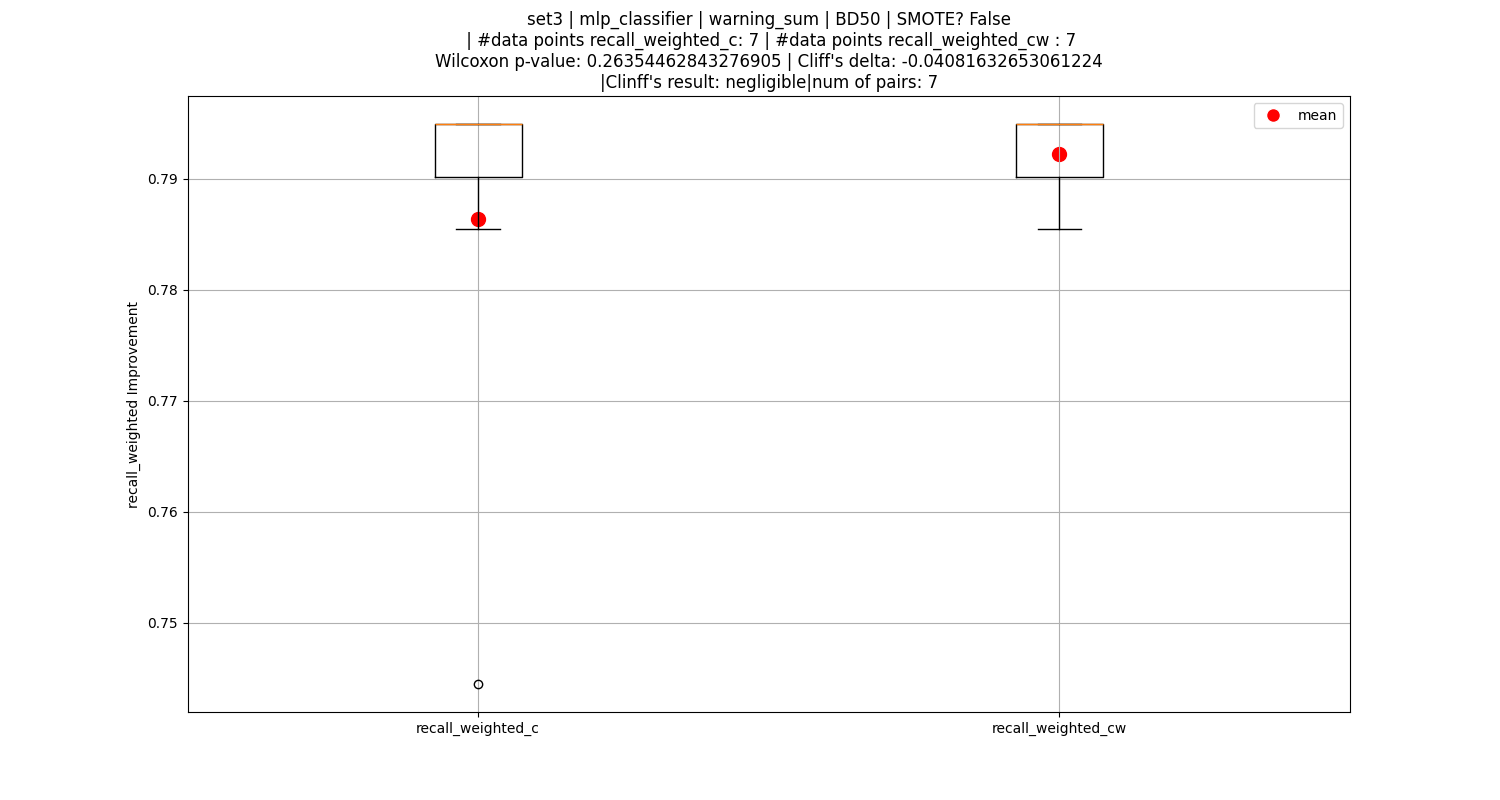 set3 | mlp_classifier | warning_sum | BD50 | SMOTE? False
| #data points recall_weighted_c: 7 | #data points recall_weighted_cw : 7
Wilcoxon p-value: 0.26354462843276905 | Cliff's delta: -0.04081632653061224
|Clinff's result: negligible|num of pairs: 7
mean
0.79
0.78
0.77
0.76
0.75
recall_weighted Improvement
recall_weighted_c
recall_weighted_cw